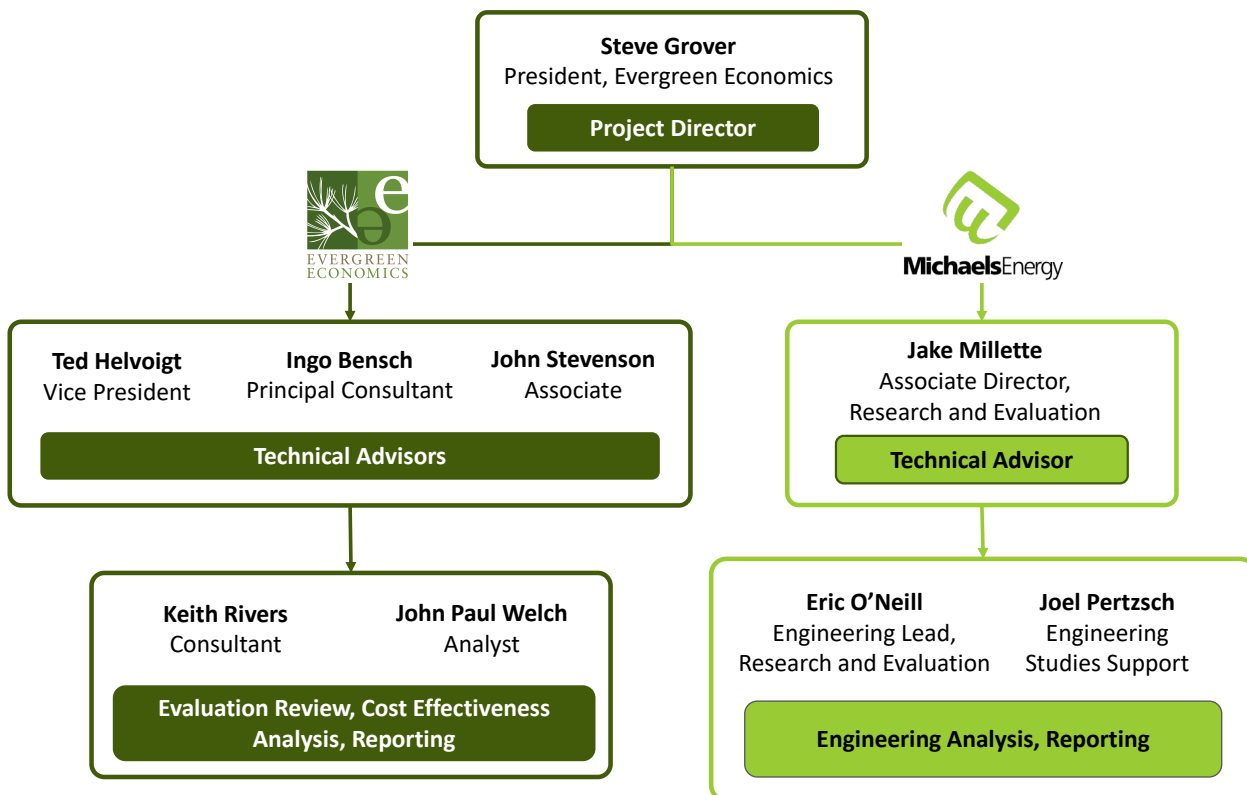 Steve Grover
President, Evergreen Economics
Project Director
e
e
EVERGREEN
ECONOMICS
MichaelsEnergy
Ted Helvoigt
Vice President
Ingo Bensch
Principal Consultant
John Stevenson
Associate
Technical Advisors
Jake Millette
Associate Director,
Research and Evaluation
Technical Advisor
Keith Rivers
Consultant
John Paul Welch
Analyst
Evaluation Review, Cost Effectiveness
Analysis, Reporting
Eric O’Neill
Engineering Lead,
Research and Evaluation
Joel Pertzsch
Engineering
Studies Support
Engineering Analysis, Reporting